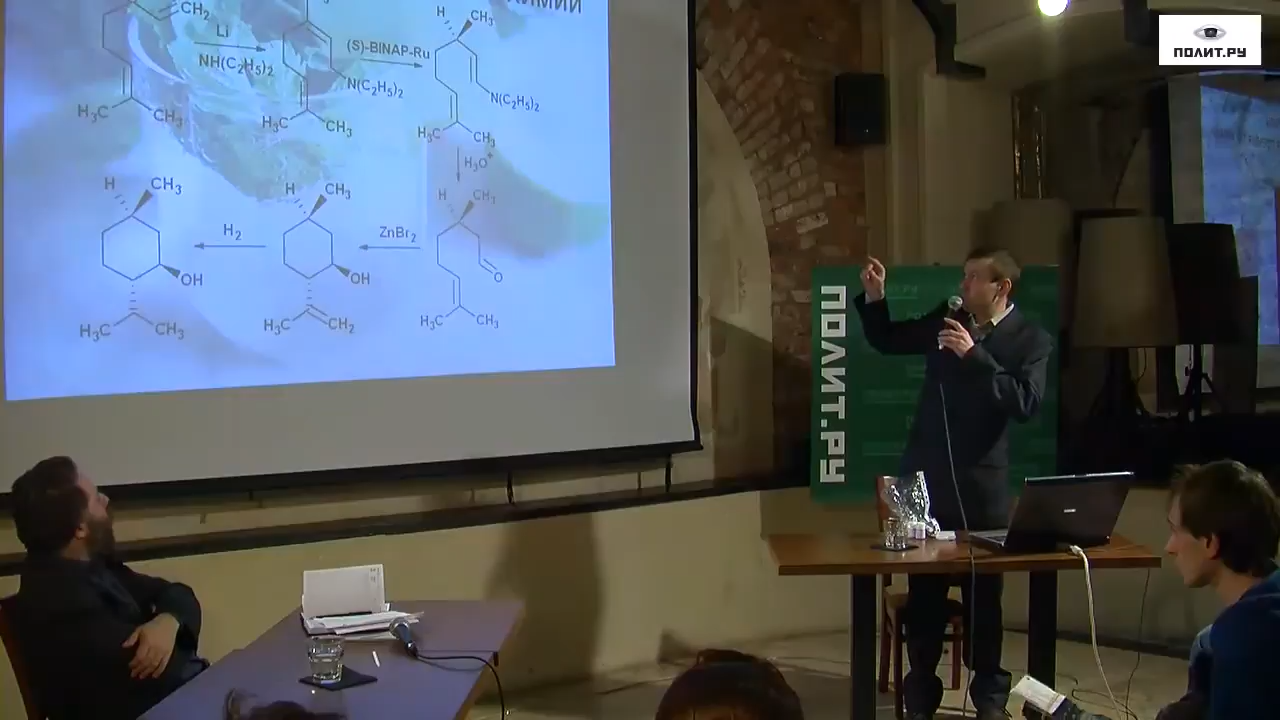 ХИМИИ
ПОЛИТ.РУ
CH₂
Li
NH(C₂H₅)₂
H₃C
CH₃
N(C₂H₅)₂
H₃C
CH₃
(S)-BINAP-Ru
H
CH₃
N(C₂H₅)₂
H₃C
CH₃
H₃O⁺
H
CH₃
O
H₃C
CH₃
ZnBr₂
H
CH₃
OH
H₃C
CH₂
H₂
H
CH₃
OH
H₃C
CH₃
ПОЛИТ.РУ